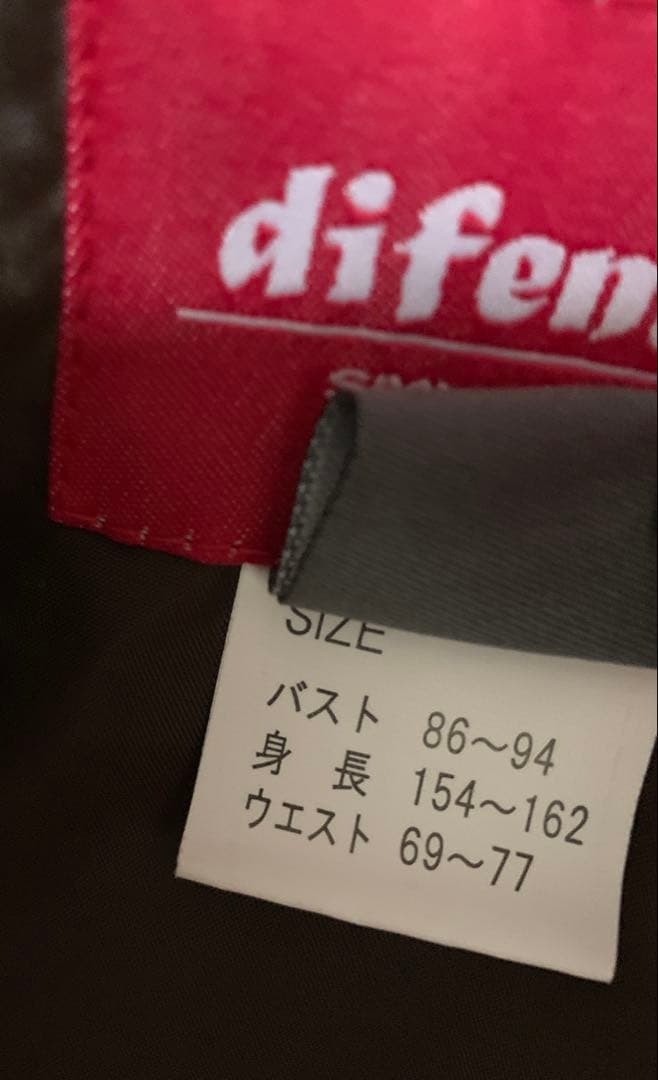 difen
SIZE
バスト 86～94
身 長 154～162
ウエスト 69～77